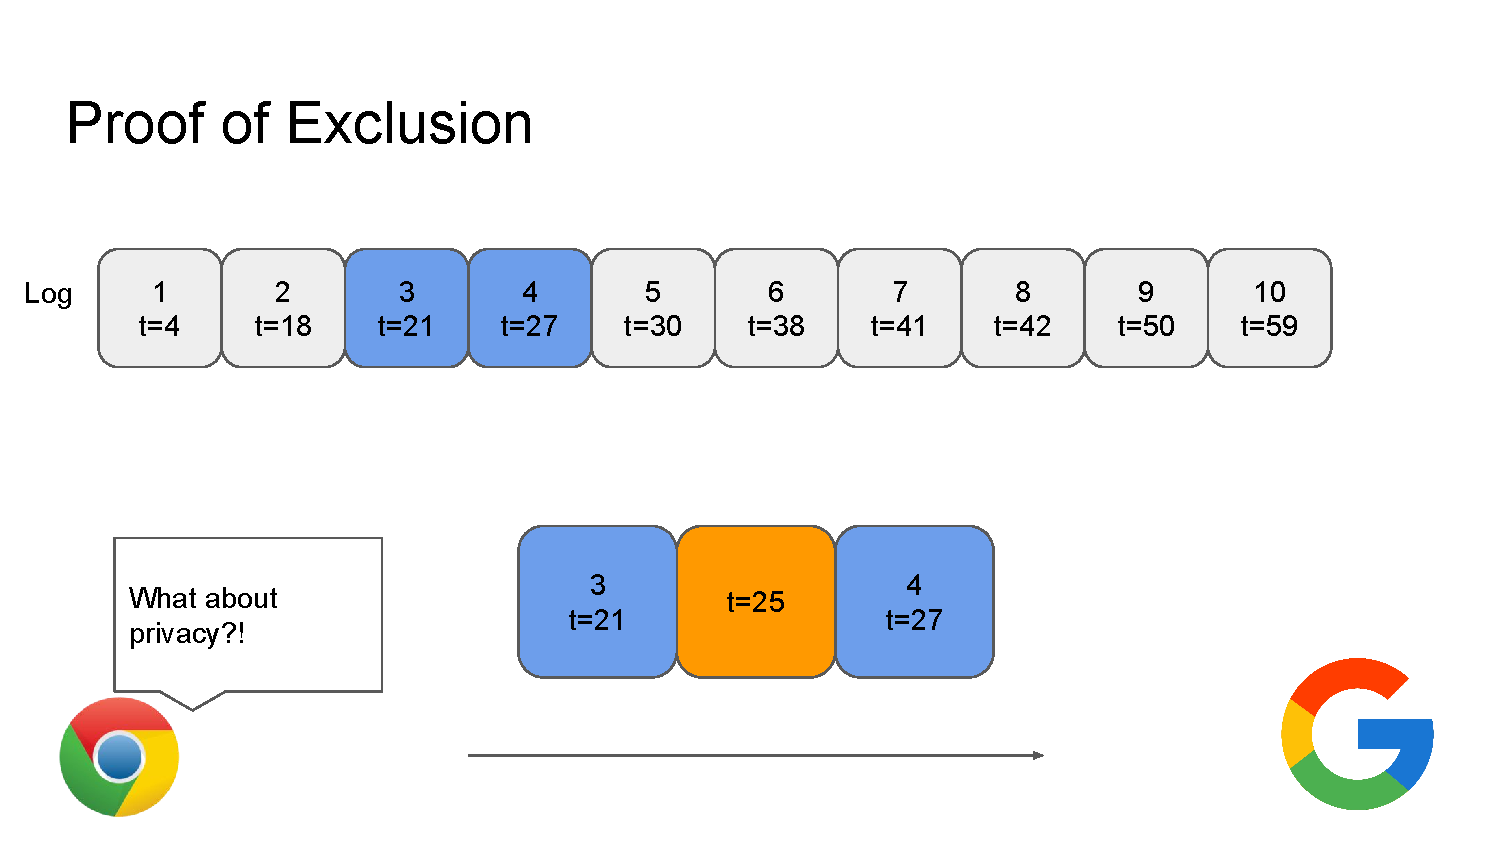 Proof of Exclusion
Log
1
t=4
2
t=18
3
t=21
4
t=27
5
t=30
6
t=38
7
t=41
8
t=42
9
t=50
10
t=59
What about
privacy?!
3
t=21
t=25
4
t=27